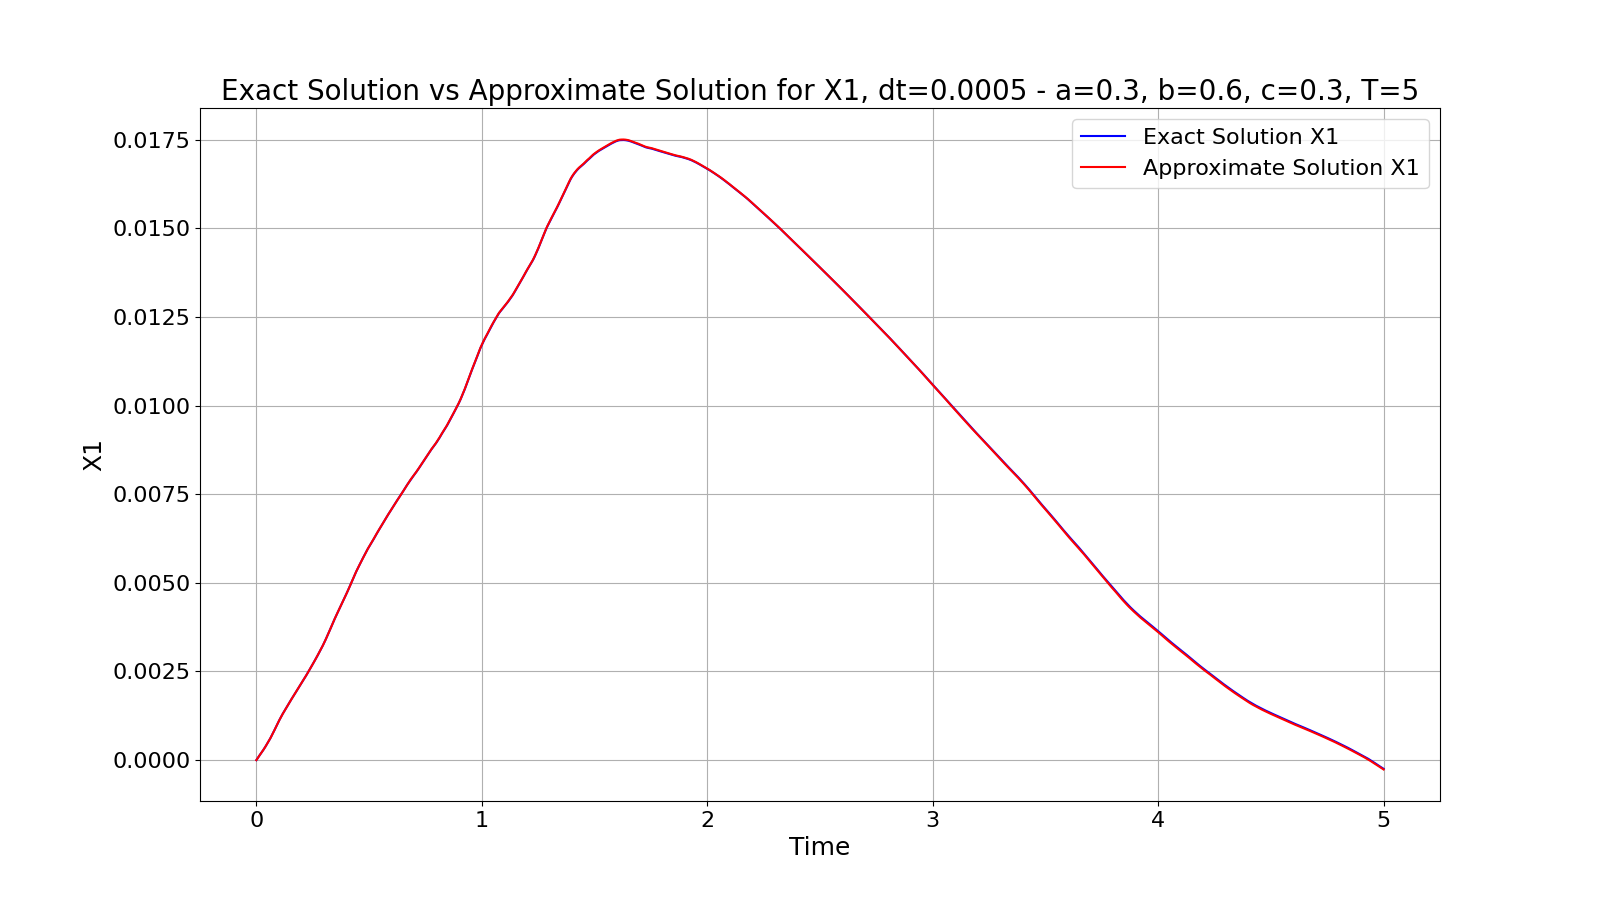 Exact Solution vs Approximate Solution for X1, dt=0.0005 - a=0.3, b=0.6, c=0.3, T=5
Exact Solution X1
Approximate Solution X1
0.0175
0.0150
0.0125
0.0100
0.0075
0.0050
0.0025
0.0000
X1
0 1 2 3 4 5
Time